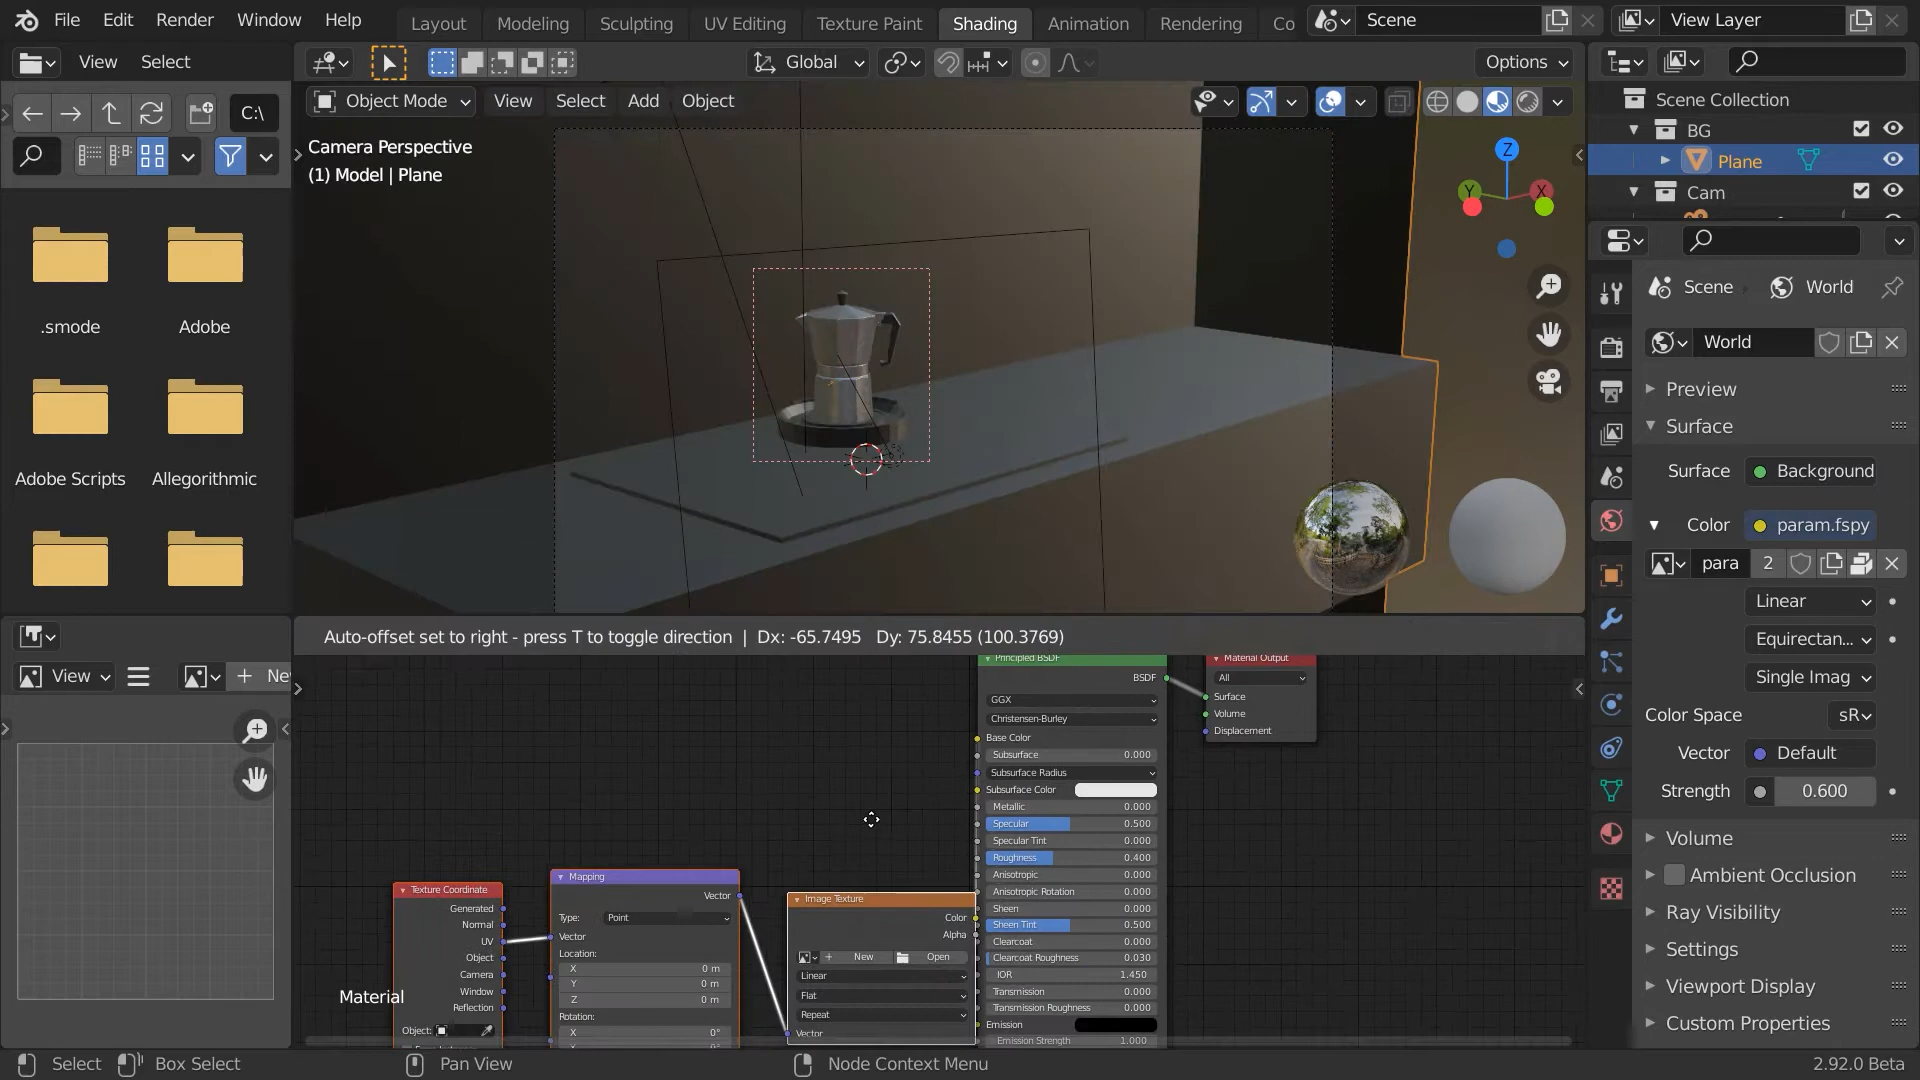 File Edit Render Window Help
Layout Modeling Sculpting UV Editing Texture Paint Shading Animation Rendering Co
Scene
View Layer
View Select
Global
Options
C:\
Object Mode View Select Add Object
Camera Perspective
(1) Model | Plane
Z
Y
X
.smode
Adobe
Adobe Scripts
Allegorithmic
Scene Collection
BG
Plane
Cam
Scene
World
World
Preview
Surface
Surface
Background
Color
param.fspy
para
2
Linear
Equirectan...
Single Imag
Color Space
sR
Vector
Default
Strength
0.600
Volume
Ambient Occlusion
Ray Visibility
Settings
Viewport Display
Custom Properties
View
Ne
Auto-offset set to right - press T to toggle direction | Dx: -65.7495 Dy: 75.8455 (100.3769)
Texture Coordinate
Generated
Normal
UV
Object
Camera
Window
Reflection
Object:
Material
Mapping
Vector
Type:
Point
Vector
Location:
X 0 m
Y 0 m
Z 0 m
Rotation:
X 0°
Image Texture
Color
Alpha
New
Open
Linear
Flat
Repeat
Vector
Principled BSDF
BSDF
GGX
Christensen-Burley
Base Color
Subsurface 0.000
Subsurface Radius
Subsurface Color
Metallic 0.000
Specular 0.500
Specular Tint 0.000
Roughness 0.400
Anisotropic 0.000
Anisotropic Rotation 0.000
Sheen 0.000
Sheen Tint 0.500
Clearcoat 0.000
Clearcoat Roughness 0.030
IOR 1.450
Transmission 0.000
Transmission Roughness 0.000
Emission
Emission Strength 1.000
Material Output
All
Surface
Volume
Displacement
Select
Box Select
Pan View
Node Context Menu
2.92.0 Beta